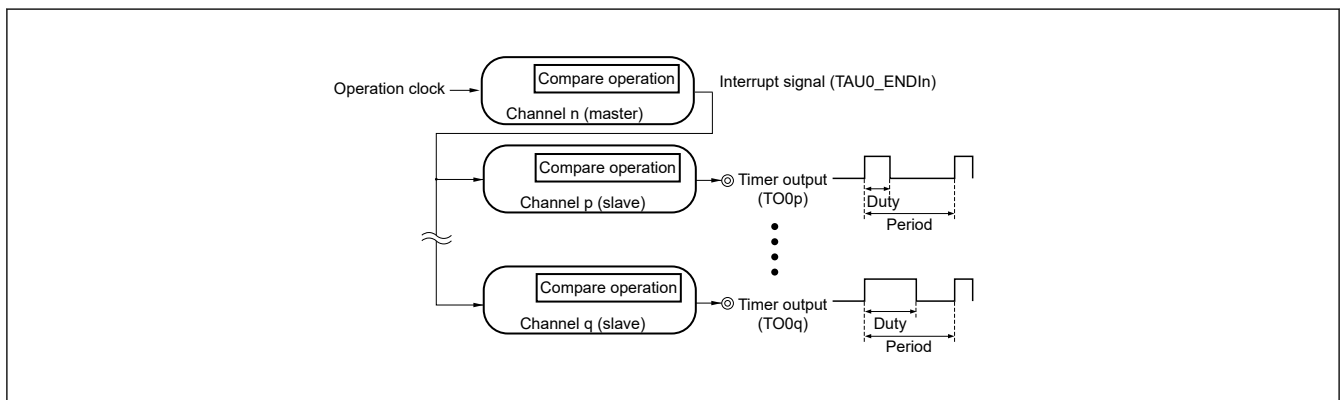 Compare operation
Operation clock
Interrupt signal (TAU0_ENDIn)
Channel n (master)
Compare operation
Timer output
(TO0p)
Channel p (slave)
Duty
Period
Compare operation
Timer output
(TO0q)
Channel q (slave)
Duty
Period